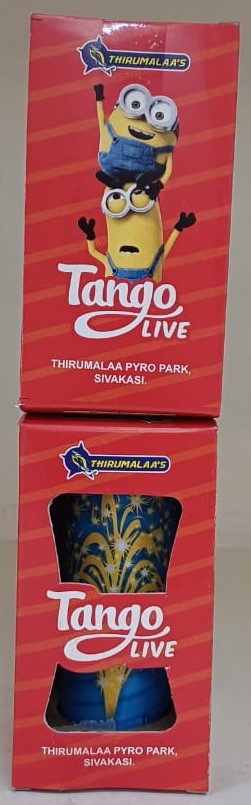 THIRUMALAA'S
Tango
LIVE
THIRUMALAA PYRO PARK,
SIVAKASI.
THIRUMALAA'S
Tango
LIVE
THIRUMALAA PYRO PARK,
SIVAKASI.